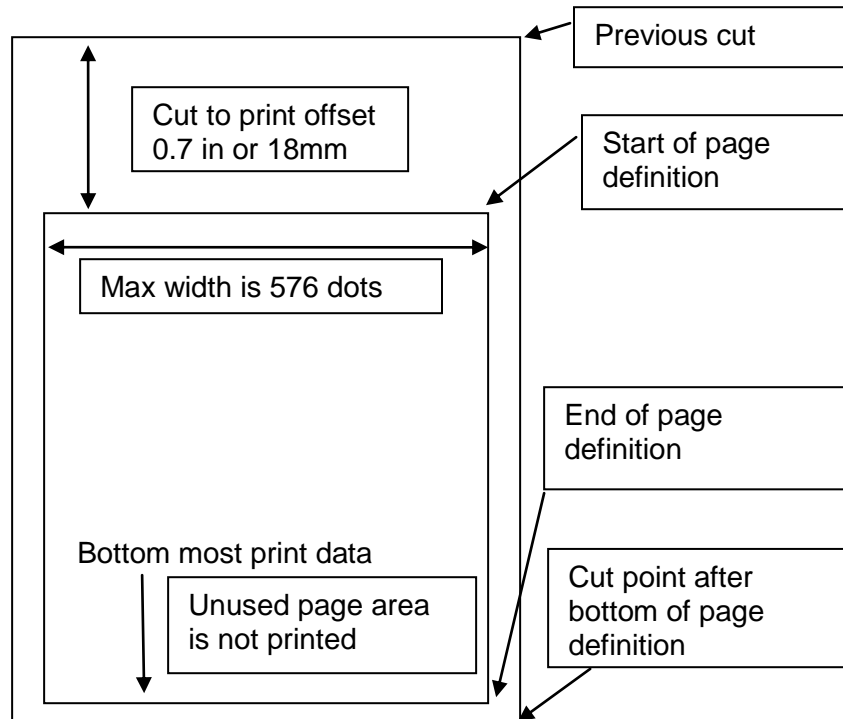 Previous cut
Cut to print offset
0.7 in or 18mm
Start of page
definition
Max width is 576 dots
End of page
definition
Bottom most print data
Unused page area
is not printed
Cut point after
bottom of page
definition